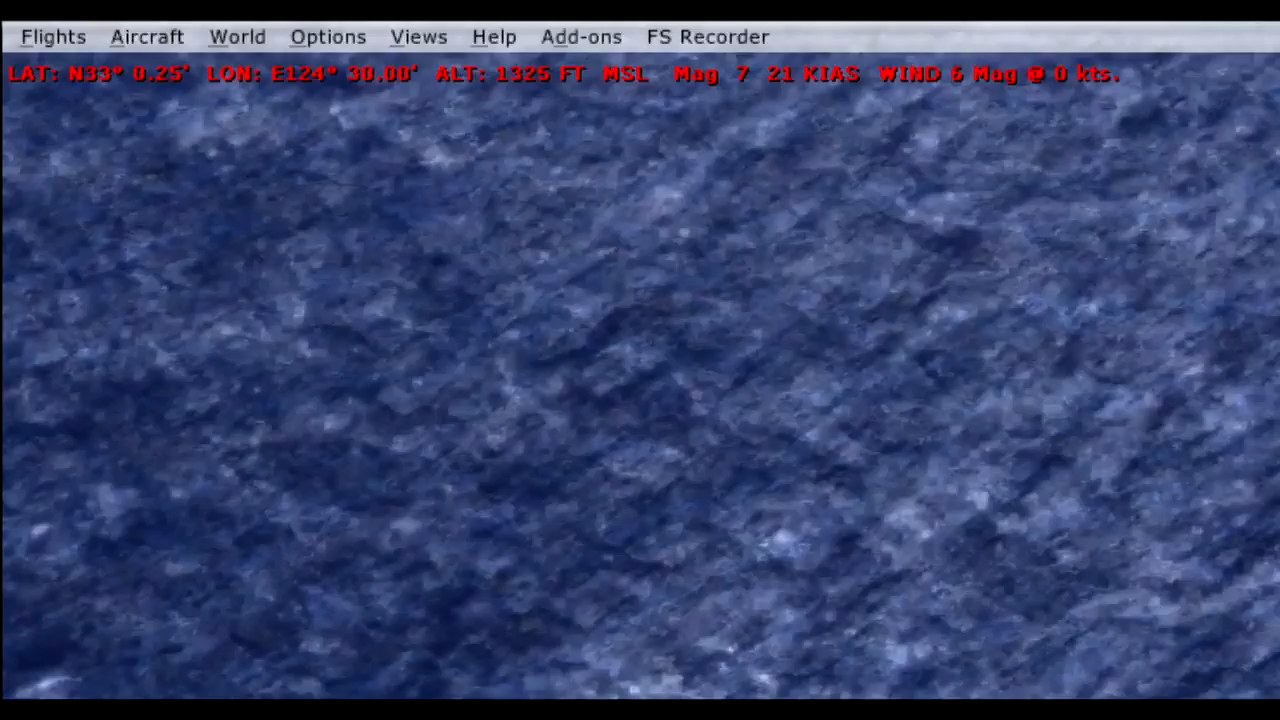 Flights Aircraft World Options Views Help Add-ons FS Recorder
LAT: N33° 0.25' LON: E124° 30.00' ALT: 1325 FT MSL Mag 7 21 KIAS WIND 6 Mag @ 0 kts.